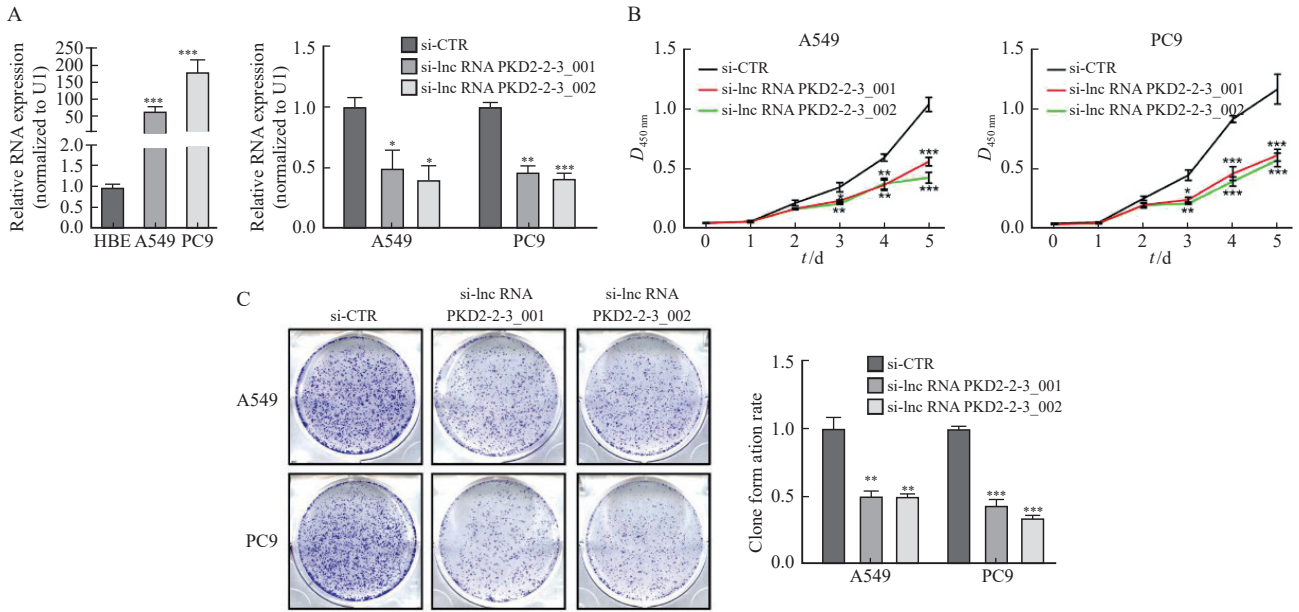 A
Relative RNA expression
(normalized to U1)
250
200
150
100
50
2.0
1.5
1.0
0.5
0.0
***
***
HBE A549 PC9
Relative RNA expression
(normalized to U1)
1.5
1.0
0.5
0.0
si-CTR
si-lnc RNA PKD2-2-3_001
si-lnc RNA PKD2-2-3_002
* * ** ***
A549 PC9
B
A549
D450 nm
1.5
1.0
0.5
0.0
si-CTR
si-lnc RNA PKD2-2-3_001
si-lnc RNA PKD2-2-3_002
* ** ***
** ** ***
0 1 2 3 4 5
t/d
PC9
D450 nm
1.5
1.0
0.5
0.0
si-CTR
si-lnc RNA PKD2-2-3_001
si-lnc RNA PKD2-2-3_002
* *** ***
** *** ***
0 1 2 3 4 5
t/d
C
si-CTR
si-lnc RNA
PKD2-2-3_001
si-lnc RNA
PKD2-2-3_002
A549
PC9
Clone form ation rate
1.5
1.0
0.5
0.0
si-CTR
si-lnc RNA PKD2-2-3_001
si-lnc RNA PKD2-2-3_002
** ** *** ***
A549 PC9